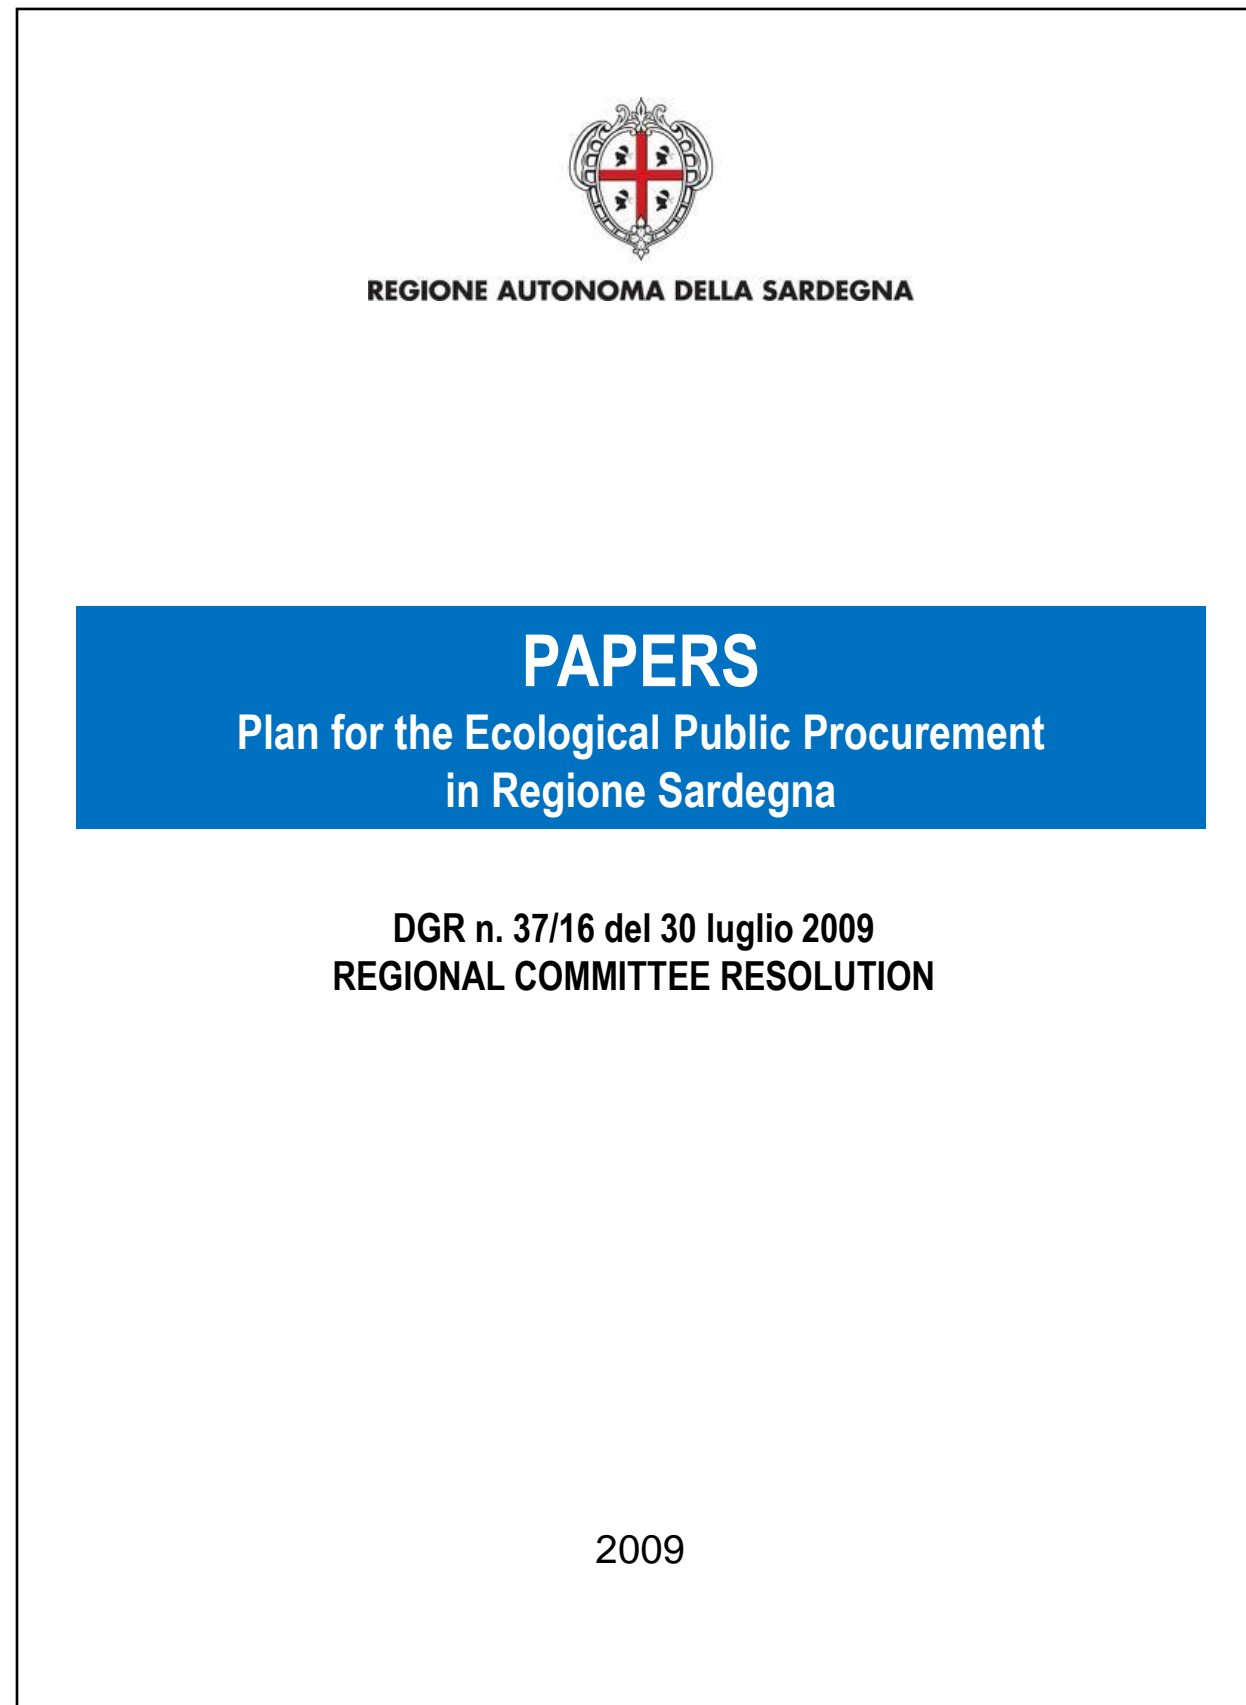 REGIONE AUTONOMA DELLA SARDEGNA
PAPERS
Plan for the Ecological Public Procurement
in Regione Sardegna
DGR n. 37/16 del 30 luglio 2009
REGIONAL COMMITTEE RESOLUTION
2009